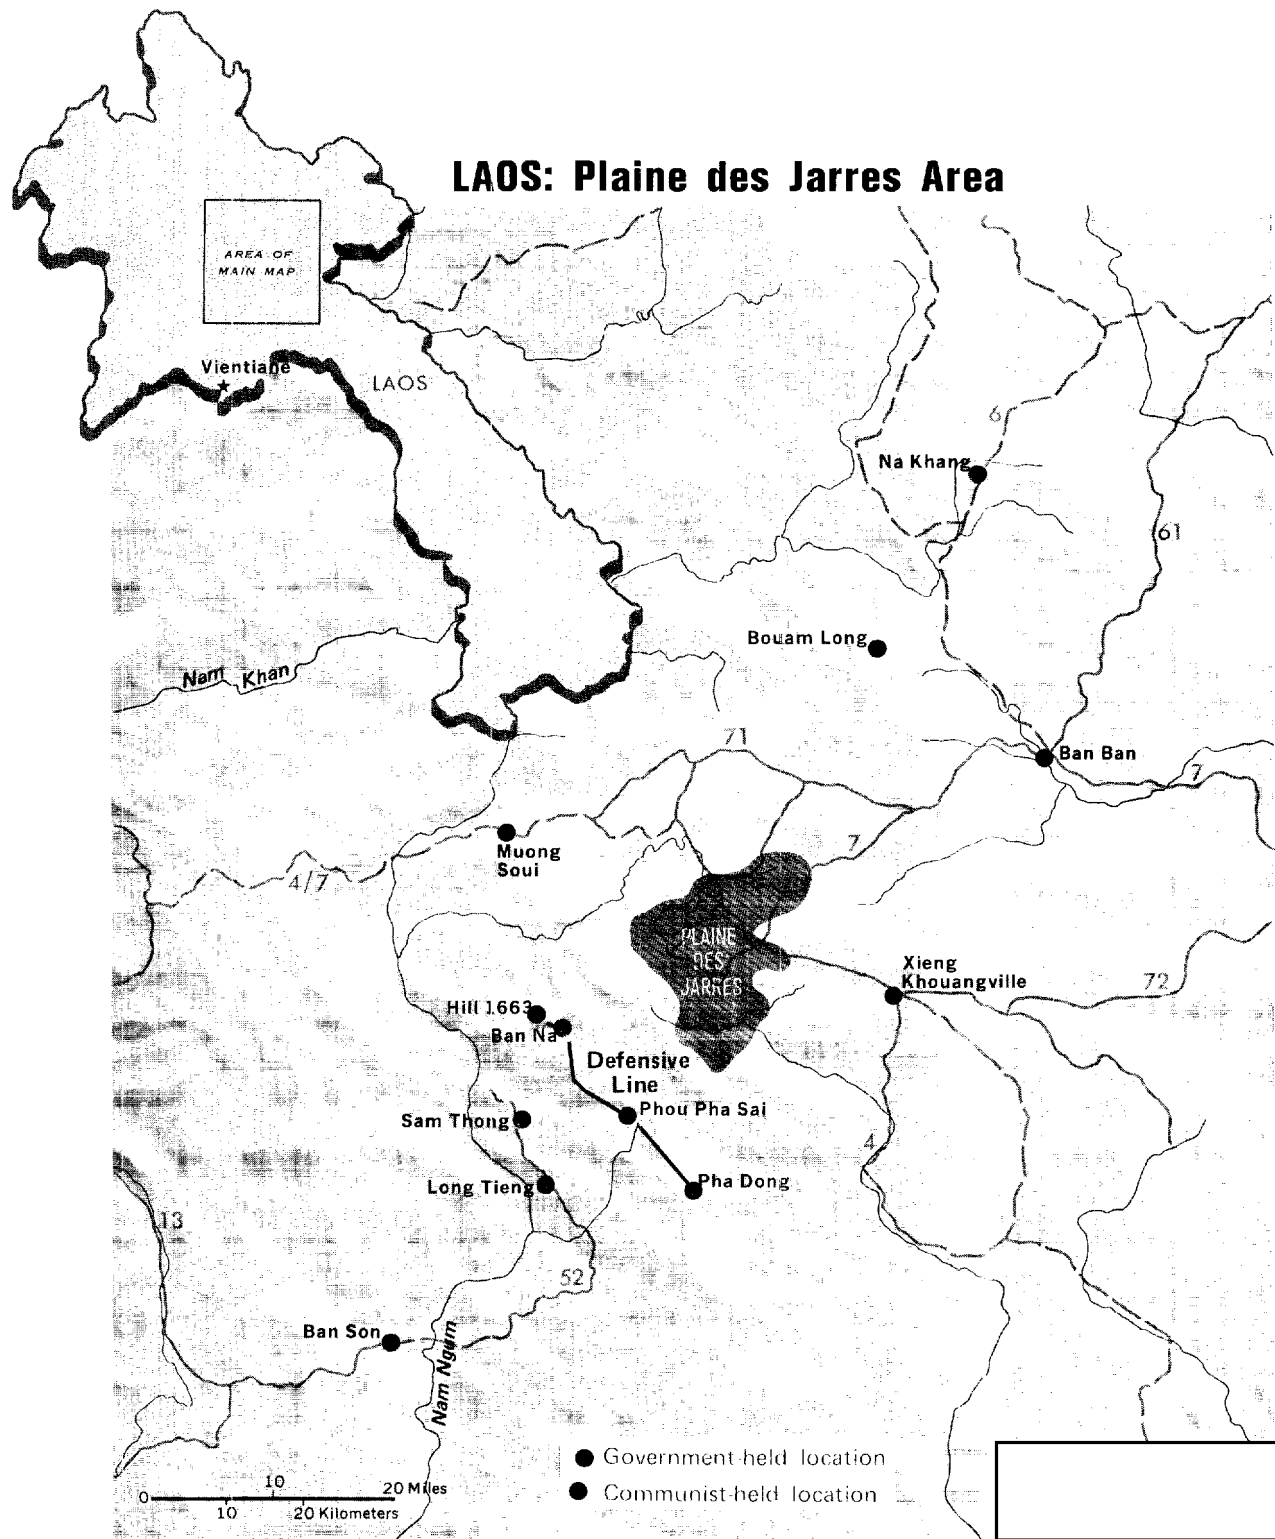 LAOS: Plaine des Jarres Area
AREA OF
MAIN MAP
Vientiane
LAOS
6
Na Khang
61
Bouam Long
Nam Khan
71
Ban Ban
7
Muong
Soui
7
4/7
PLAINE
DES
JARRES
Xieng
Khouangville
72
Hill 1663
Ban Na
Defensive
Line
Phou Pha Sai
Sam Thong
4
Long Tieng
Pha Dong
13
52
Ban Son
Nam Ngum
Government-held location
Communist-held location
0 10 20 Miles
10 20 Kilometers